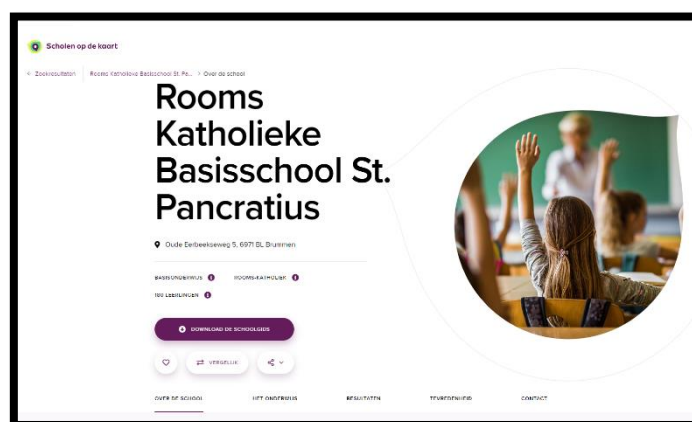 Scholen op de kaart
Zoekresultaten Rooms Katholieke Basisschool St. Pa... > Over de school
Rooms
Katholieke
Basisschool St.
Pancratius
Oude Eerbeekseweg 5, 6971 BL Brummen
BASISONDERWIJS ROOMS-KATHOLIEK
LEERLINGEN
DOWNLOAD DE SCHOOLGIDS
VERGELIJK
OVER DE SCHOOL HET ONDERWIJS RESULTATEN TEVREDENHEID CONTACT